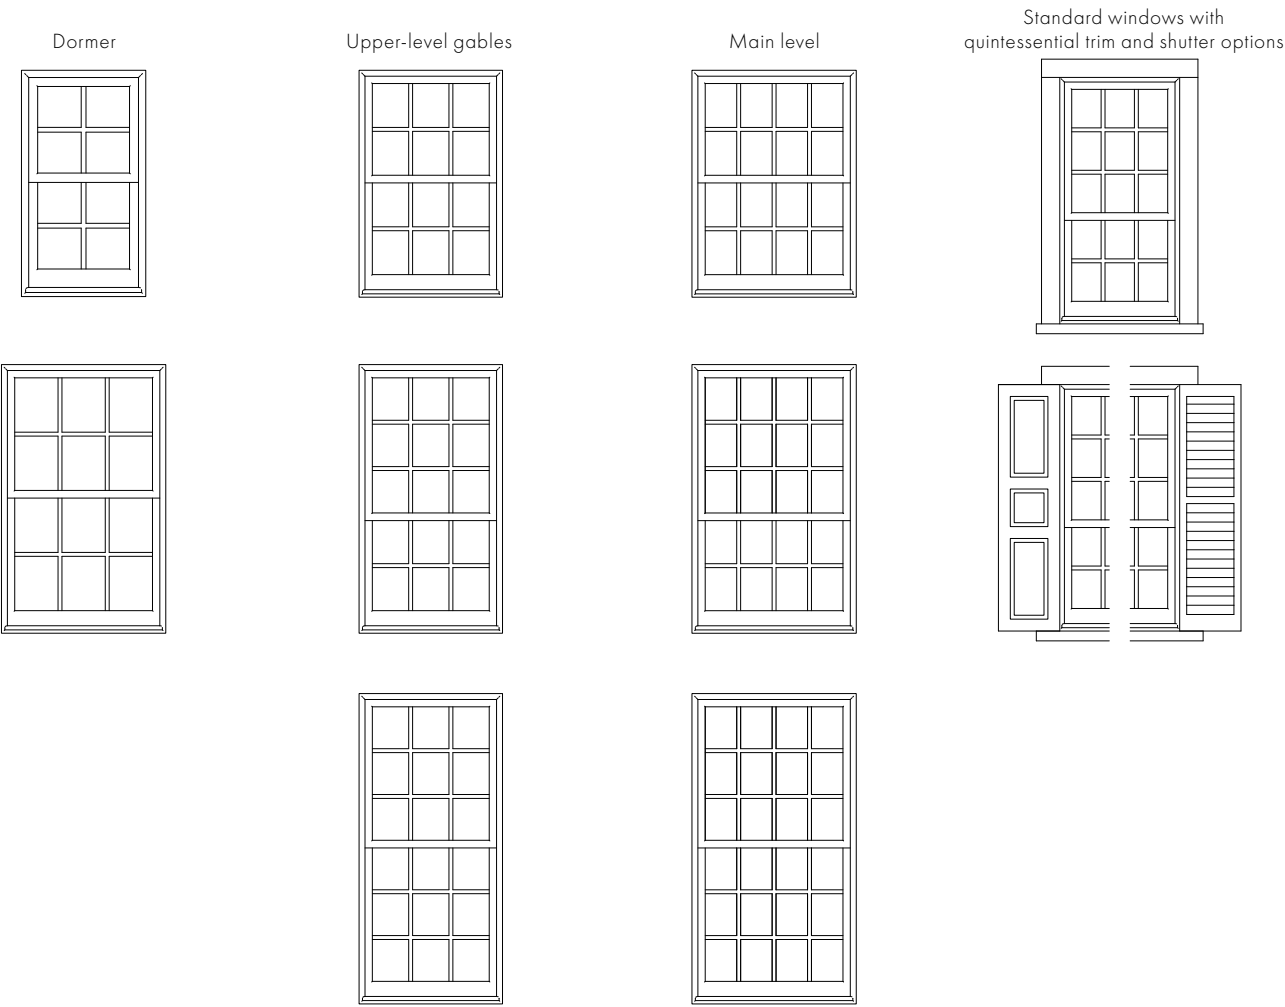 Dormer
Upper-level gables
Main level
Standard windows with
quintessential trim and shutter options